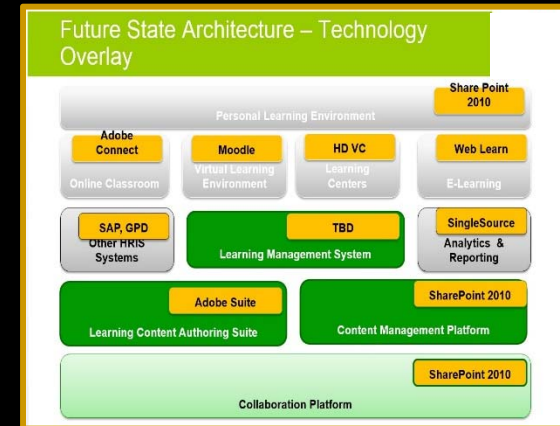 Future State Architecture – Technology
Overlay
Share Point
2010
Personal Learning Environment
Adobe
Connect
Online Classroom
Moodle
Virtual Learning
Environment
HD VC
Learning
Centers
Web Learn
E-Learning
SAP, GPD
Other HRIS
Systems
TBD
Learning Management System
SingleSource
Analytics &
Reporting
Adobe Suite
Learning Content Authoring Suite
SharePoint 2010
Content Management Platform
SharePoint 2010
Collaboration Platform